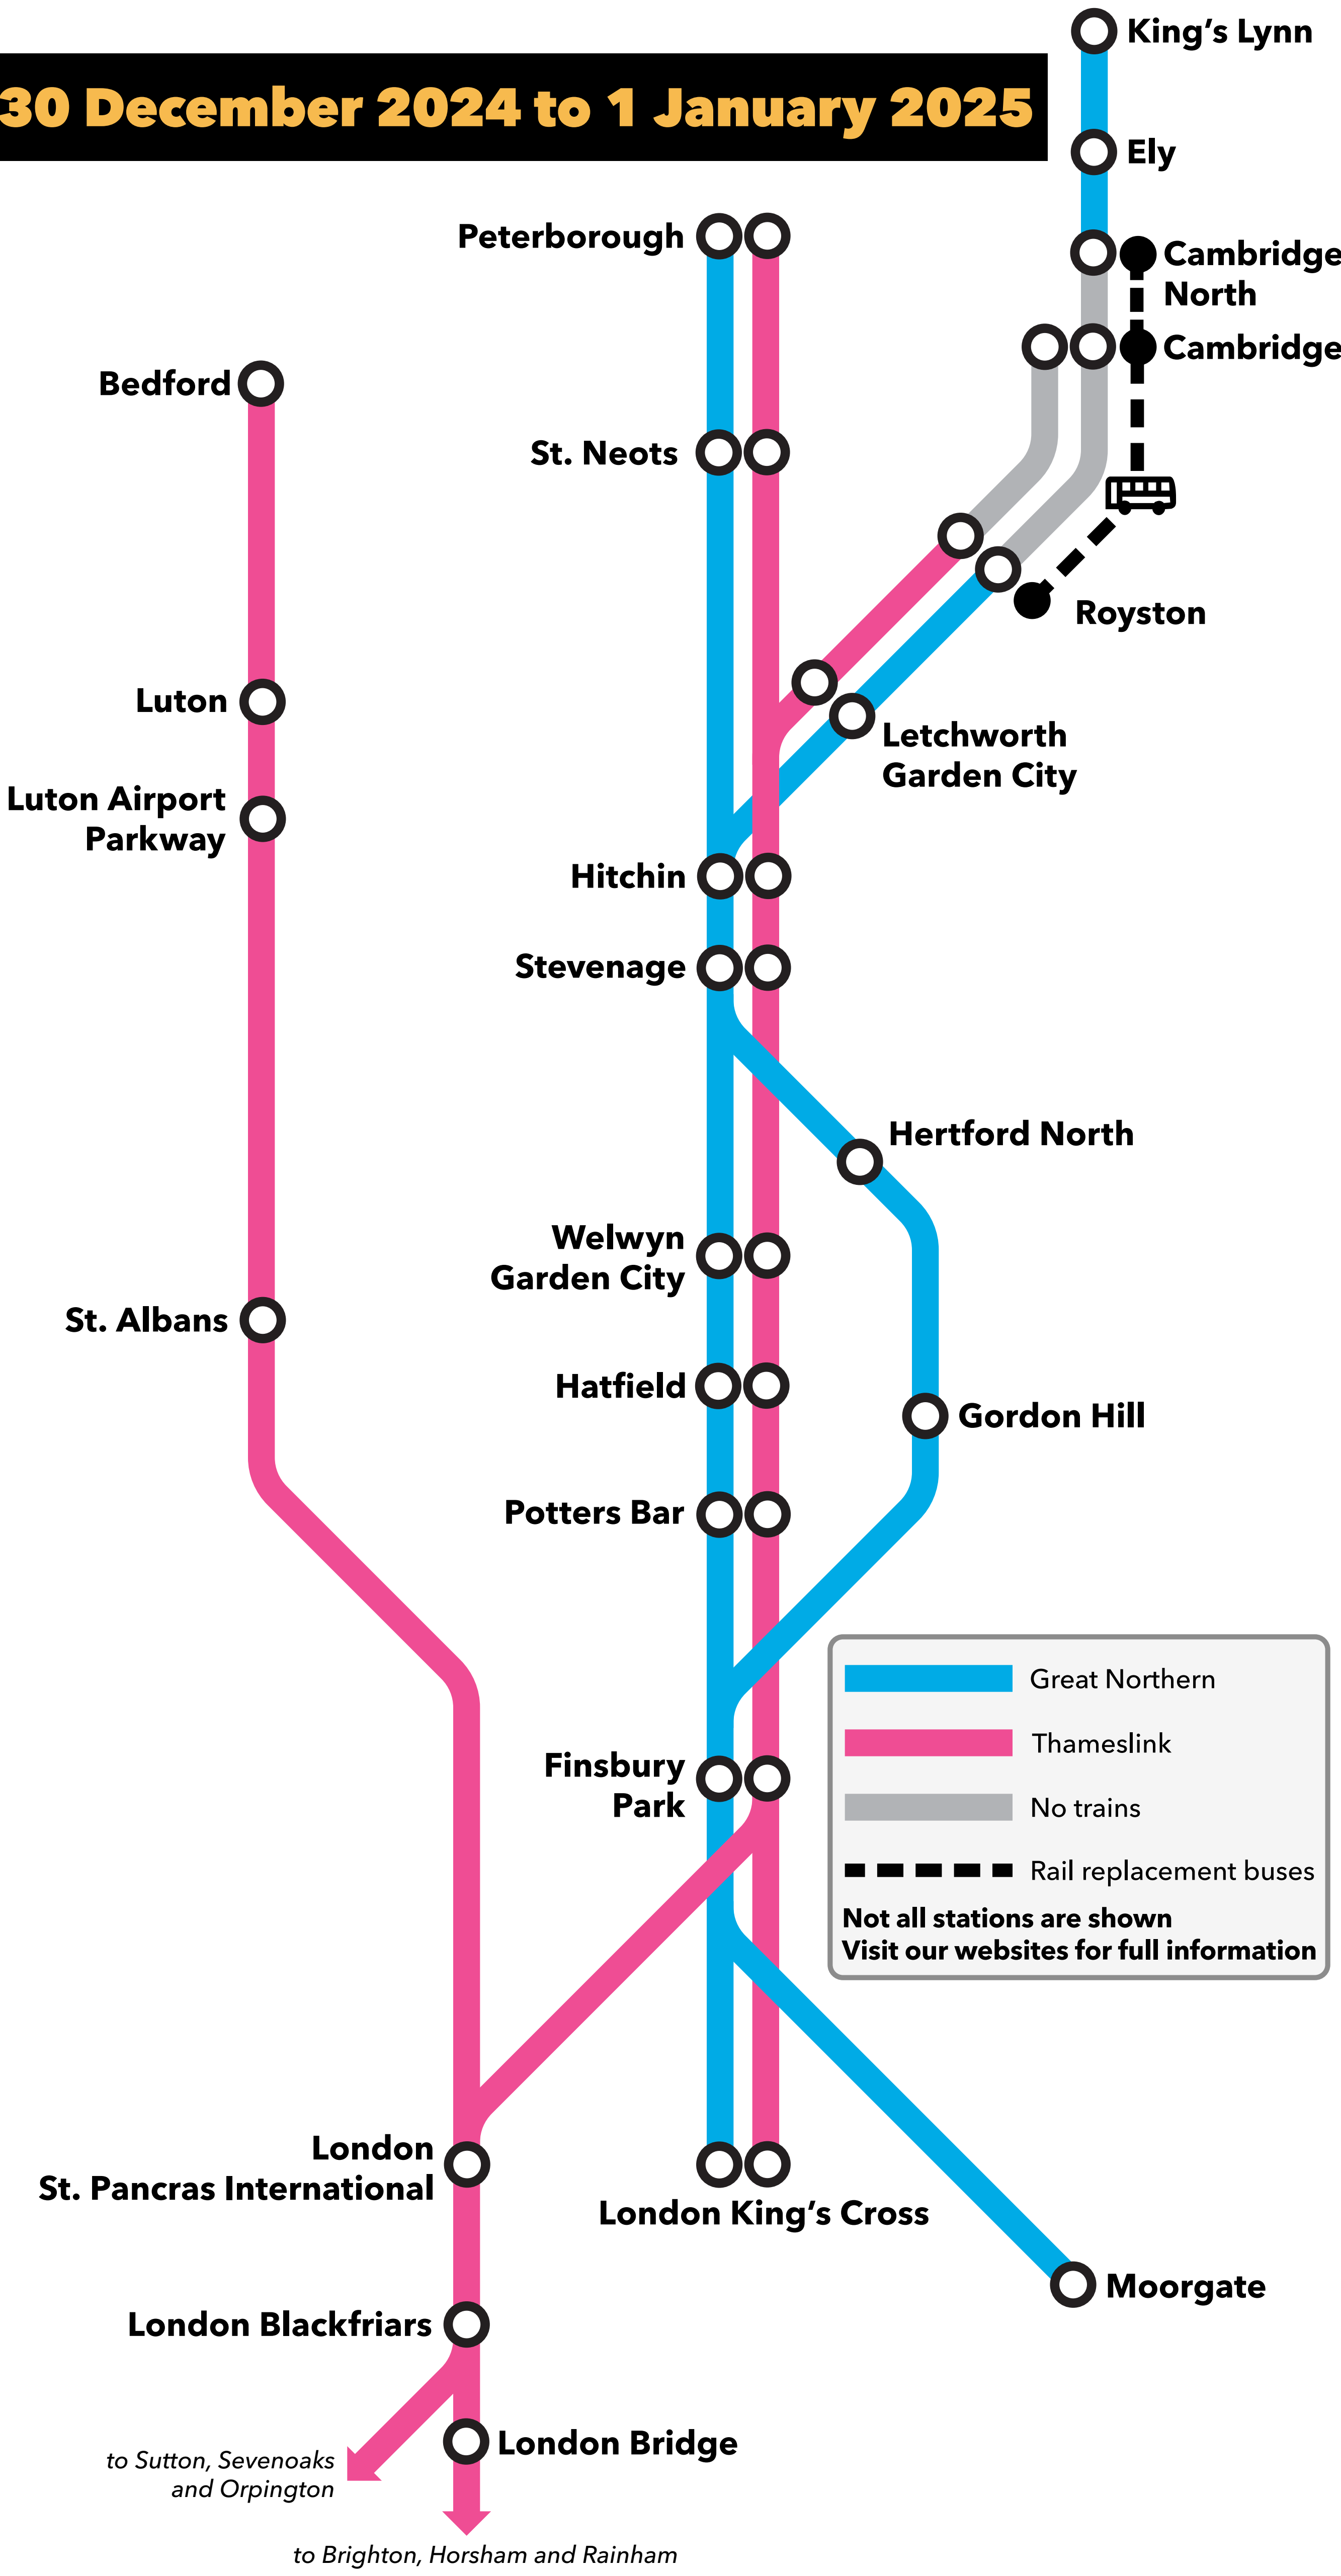 King's Lynn
30 December 2024 to 1 January 2025
Ely
Peterborough
Cambridge
North
Cambridge
Bedford
St. Neots
Royston
Luton
Letchworth
Garden City
Luton Airport
Parkway
Hitchin
Stevenage
Hertford North
Welwyn
Garden City
St. Albans
Hatfield
Gordon Hill
Potters Bar
Great Northern
Thameslink
Finsbury
Park
No trains
Rail replacement buses
Not all stations are shown
Visit our websites for full information
London
St. Pancras International
London King's Cross
Moorgate
London Blackfriars
London Bridge
to Sutton, Sevenoaks
and Orpington
to Brighton, Horsham and Rainham